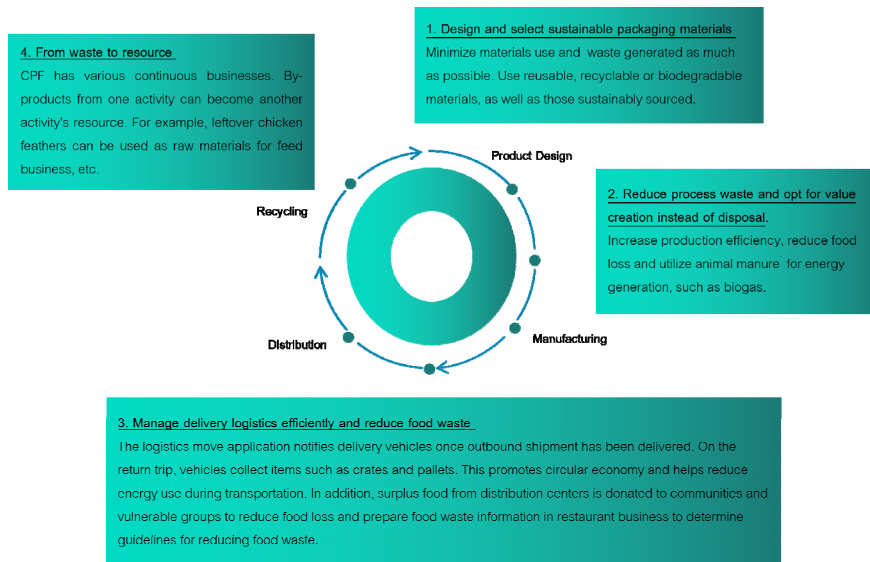 1. Design and select sustainable packaging materials
Minimize materials use and waste generated as much
as possible. Use reusable, recyclable or biodegradable
materials, as well as those sustainably sourced.
4. From waste to resource
CPF has various continuous businesses. By-
products from one activity can become another
activity's resource. For example, leftover chicken
feathers can be used as raw materials for feed
business, etc.
Product Design
Recycling
2. Reduce process waste and opt for value
creation instead of disposal.
Increase production efficiency, reduce food
loss and utilize animal manure for energy
generation, such as biogas.
Distribution
Manufacturing
3. Manage delivery logistics efficiently and reduce food waste
The logistics move application notifies delivery vehicles once outbound shipment has been delivered. On the
return trip, vehicles collect items such as crates and pallets. This promotes circular economy and helps reduce
energy use during transportation. In addition, surplus food from distribution centers is donated to communities and
vulnerable groups to reduce food loss and prepare food waste information in restaurant business to determine
guidelines for reducing food waste.